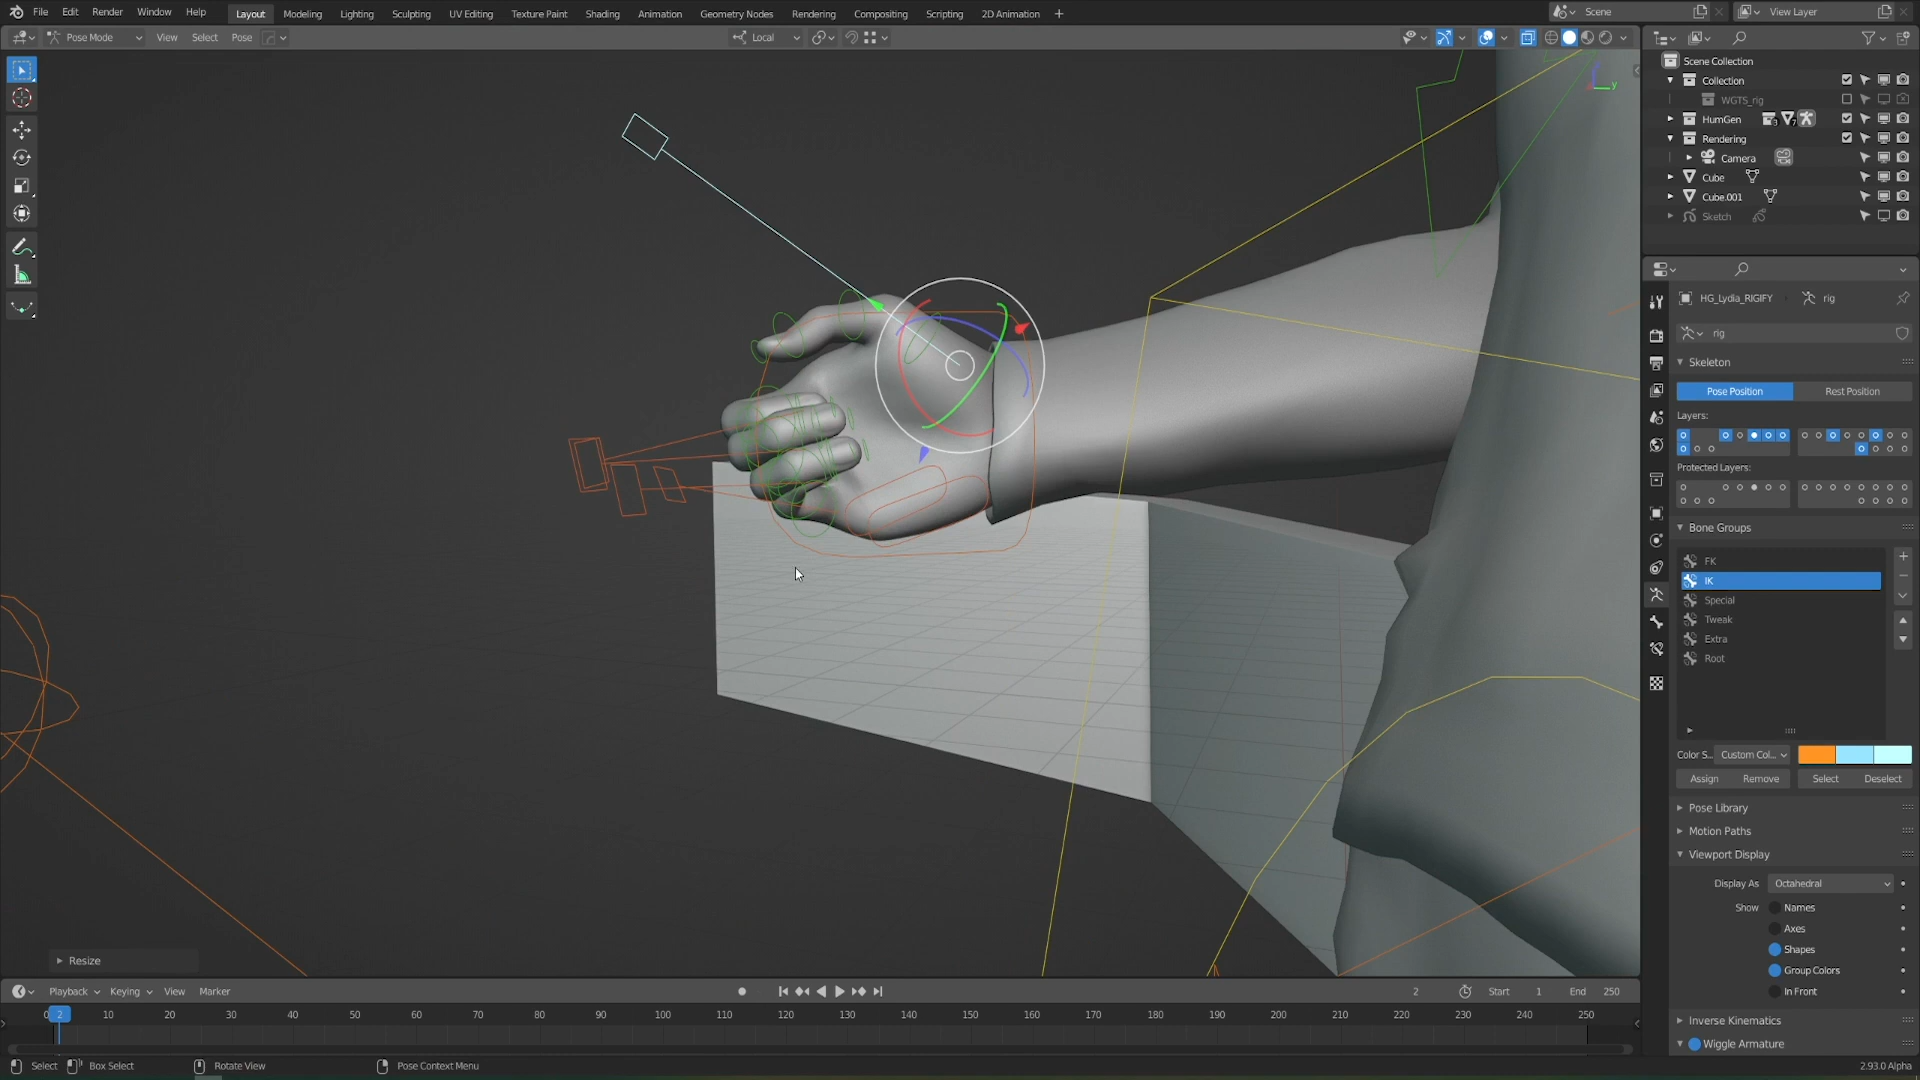 File Edit Render Window Help Layout Modeling Lighting Sculpting UV Editing Texture Paint Shading Animation Geometry Nodes Rendering Compositing Scripting 2D Animation + Scene View Layer
Pose Mode View Select Pose Local
Scene Collection
Collection
WGTS_rig
HumGen
Rendering
Camera
Cube
Cube.001
Sketch
y
HG_Lydia_RIGIFY rig
rig
Skeleton
Pose Position Rest Position
Layers:
Protected Layers:
Bone Groups
FK
IK
Special
Tweak
Extra
Root
Color S... Custom Col...
Assign Remove Select Deselect
Pose Library
Motion Paths
Viewport Display
Display As Octahedral
Show Names
Axes
Shapes
Group Colors
In Front
Inverse Kinematics
Wiggle Armature
Resize
Playback Keying View Marker 2 Start 1 End 250
0 2 10 20 30 40 50 60 70 80 90 100 110 120 130 140 150 160 170 180 190 200 210 220 230 240 250
Select Box Select Rotate View Pose Context Menu 2.93.0 Alpha